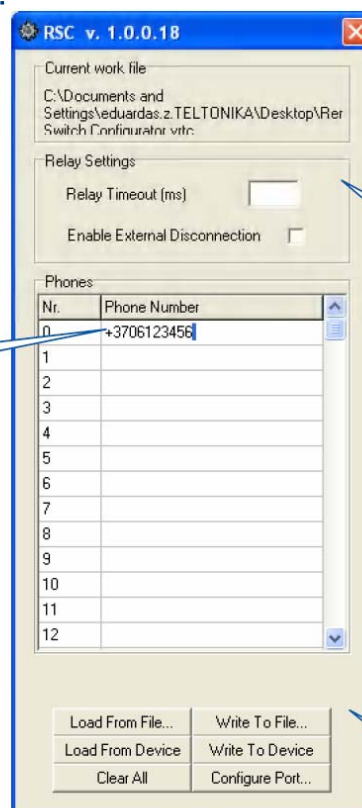 RSC v. 1.0.0.18
Current work file
C:\Documents and
Settings\eduardas.z.TELTONIKA\Desktop\Rer
Switch Configurator.vrtc
Relay Settings
Relay Timeout (ms)
Enable External Disconnection
Phones
Nr. Phone Number
0 +3706123456
1
2
3
4
5
6
7
8
9
10
11
12
Load From File... Write To File...
Load From Device Write To Device
Clear All Configure Port...